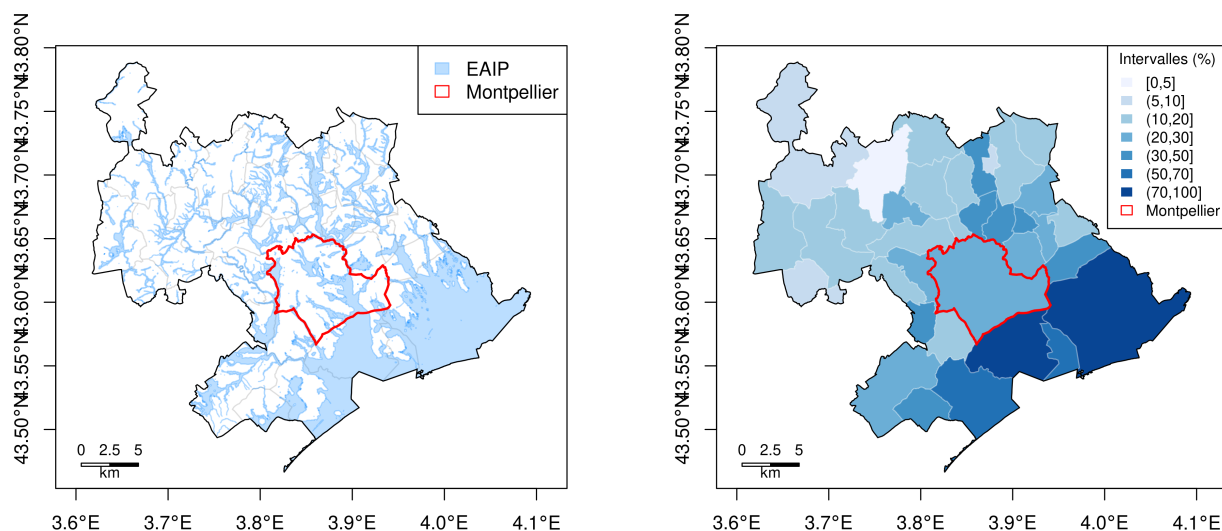 EAIP
Montpellier
43.80°N
43.75°N
43.70°N
43.65°N
43.60°N
43.55°N
43.50°N
0 2.5 5
km
3.6°E 3.7°E 3.8°E 3.9°E 4.0°E 4.1°E
Intervalles (%)
[0,5]
(5,10]
(10,20]
(20,30]
(30,50]
(50,70]
(70,100]
Montpellier
43.80°N
43.75°N
43.70°N
43.65°N
43.60°N
43.55°N
43.50°N
0 2.5 5
km
3.6°E 3.7°E 3.8°E 3.9°E 4.0°E 4.1°E